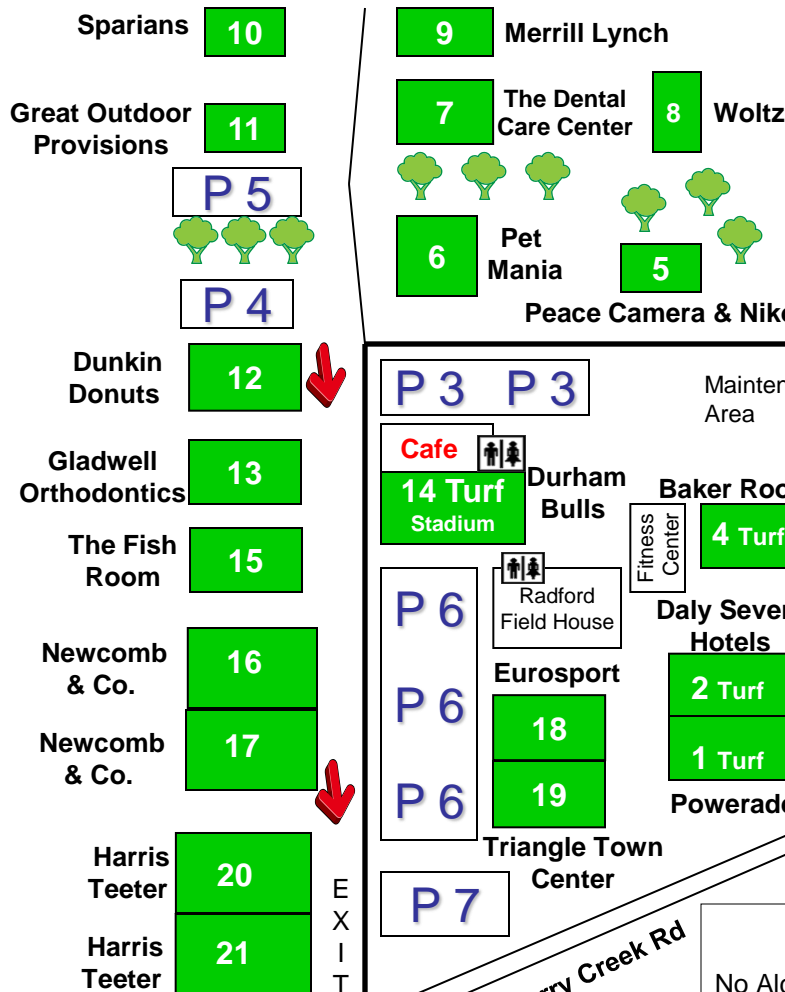 Sparians
10
9
Merrill Lynch
Great Outdoor
Provisions
11
7
The Dental
Care Center
8
Woltz
P 5
6
Pet
Mania
5
P 4
Peace Camera & Nike
Dunkin
Donuts
12
P 3 P 3
Area
Cafe
14 Turf
Stadium
Durham
Bulls
Gladwell
Orthodontics
13
Baker
Fitness
Center
4 Turf
The Fish
Room
15
P 6
Radford
Field House
Daly
Hotels
Newcomb
& Co.
16
P 6
Eurosport
18
2 Turf
Newcomb
& Co.
17
P 6
19
1 Turf
Powerade
Triangle Town
Center
Harris
Teeter
20
P 7
Harris
Teeter
21
EXIT
Creek Rd
No